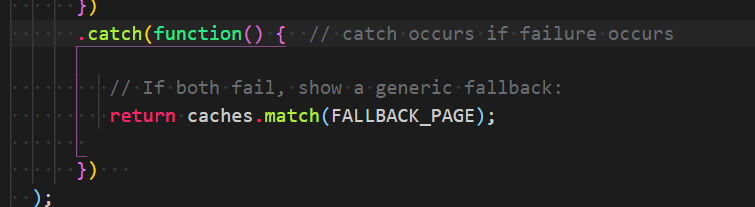 })
.catch(function() { // catch occurs if failure occurs
// If both fail, show a generic fallback:
return caches.match(FALLBACK_PAGE);
})
);